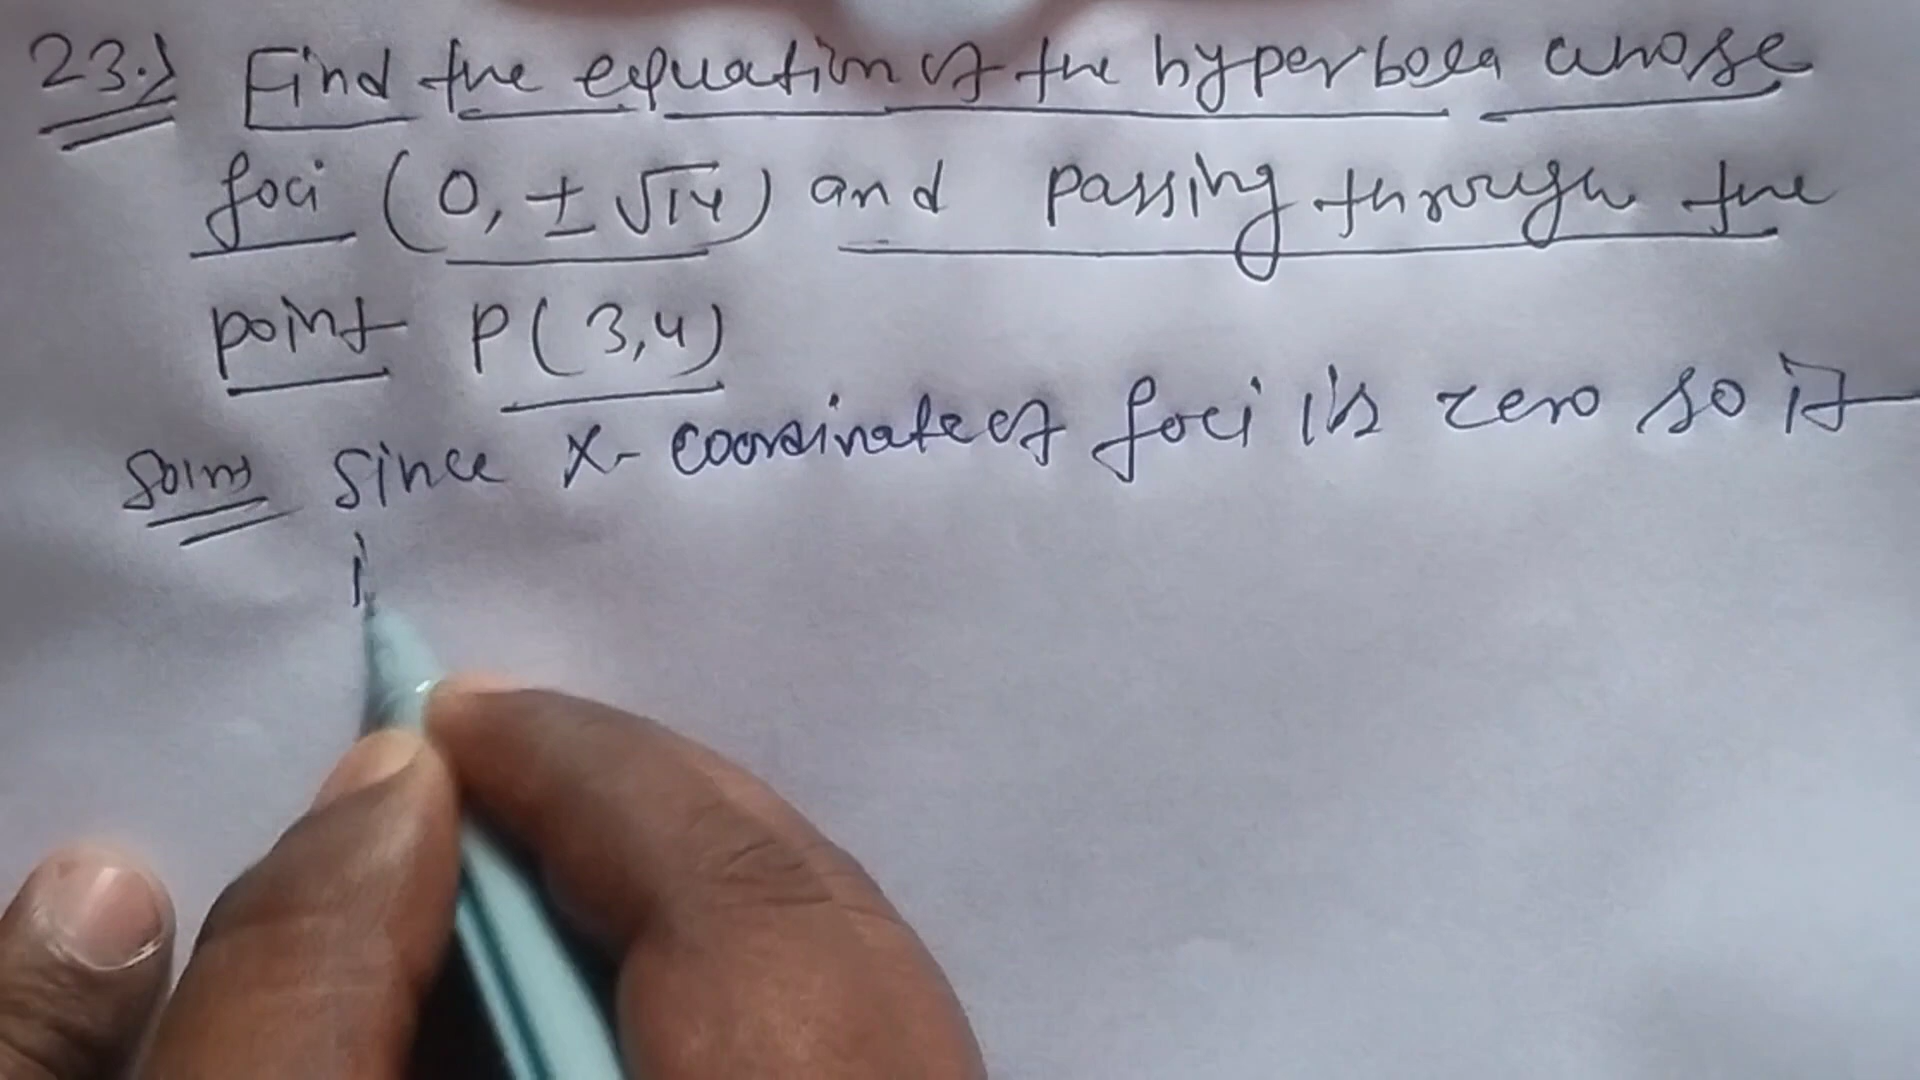 23.) Find the equation of the hyperbola whose
foci (0, ± √14) and passing through the
point P(3,4)
Soln) since x-coordinate of foci is zero so it
i